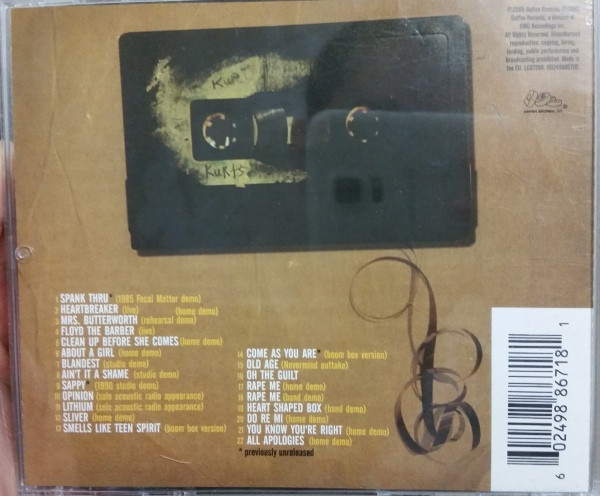 KURTS
1 SPANK THRU* (1985 Fecal Matter demo)
2 HEARTBREAKER (live) (home demo)
3 MRS. BUTTERWORTH (rehearsal demo)
4 FLOYD THE BARBER (live)
5 CLEAN UP BEFORE SHE COMES (home demo)
6 ABOUT A GIRL (home demo)
7 BLANDEST (studio demo)
8 AIN'T IT A SHAME (studio demo)
9 SAPPY* (1990 studio demo)
10 OPINION (solo acoustic radio appearance)
11 LITHIUM (solo acoustic radio appearance)
12 SLIVER (home demo)
13 SMELLS LIKE TEEN SPIRIT (boom box version)
14 COME AS YOU ARE* (boom box version)
15 OLD AGE (Nevermind outtake)
16 OH THE GUILT
17 RAPE ME (home demo)
18 RAPE ME (band demo)
19 HEART SHAPED BOX (band demo)
20 DO RE MI (home demo)
21 YOU KNOW YOU'RE RIGHT (home demo)
22 ALL APOLOGIES (home demo)
* previously unreleased
6 02498 86718 1